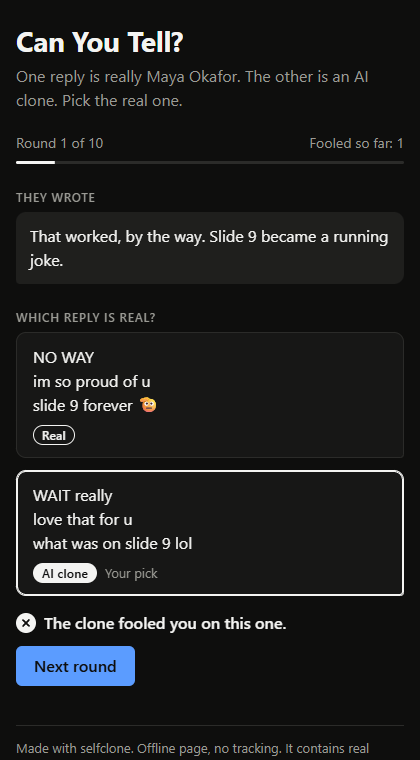 Can You Tell?
One reply is really Maya Okafor. The other is an AI
clone. Pick the real one.
Round 1 of 10
Fooled so far: 1
THEY WROTE
That worked, by the way. Slide 9 became a running
joke.
WHICH REPLY IS REAL?
NO WAY
im so proud of u
slide 9 forever 🫡
Real
WAIT really
love that for u
what was on slide 9 lol
AI clone Your pick
The clone fooled you on this one.
Next round
Made with selfclone. Offline page, no tracking. It contains real